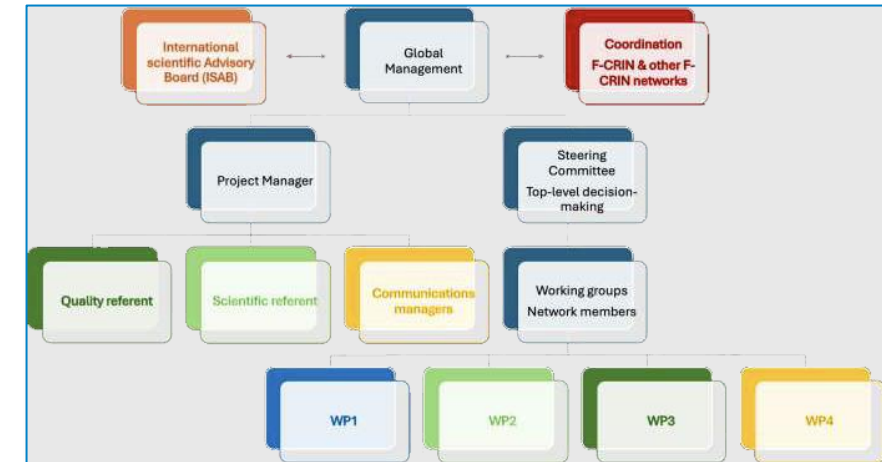 International
scientific Advisory
Board (ISAB)
Global
Management
Coordination
F-CRIN & other F-
CRIN networks
Project Manager
Steering
Committee
Top-level decision-
making
Quality referent
Scientific referent
Communications
managers
Working groups
Network members
WP1
WP2
WP3
WP4